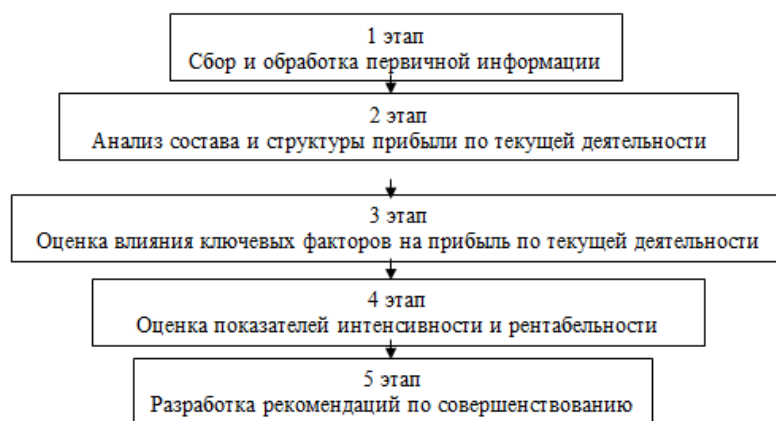 1 этап
Сбор и обработка первичной информации
2 этап
Анализ состава и структуры прибыли по текущей деятельности
3 этап
Оценка влияния ключевых факторов на прибыль по текущей деятельности
4 этап
Оценка показателей интенсивности и рентабельности
5 этап
Разработка рекомендаций по совершенствованию